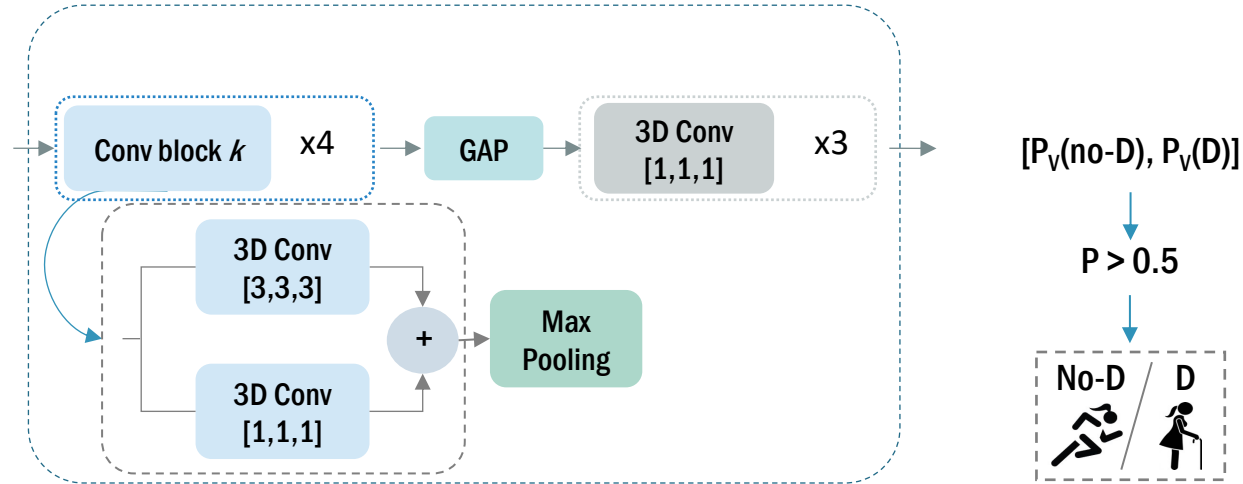 Conv block k
x4
GAP
3D Conv
[1,1,1]
x3
[Pᵥ(no-D), Pᵥ(D)]
3D Conv
[3,3,3]
+
3D Conv
[1,1,1]
Max
Pooling
P > 0.5
No-D / D